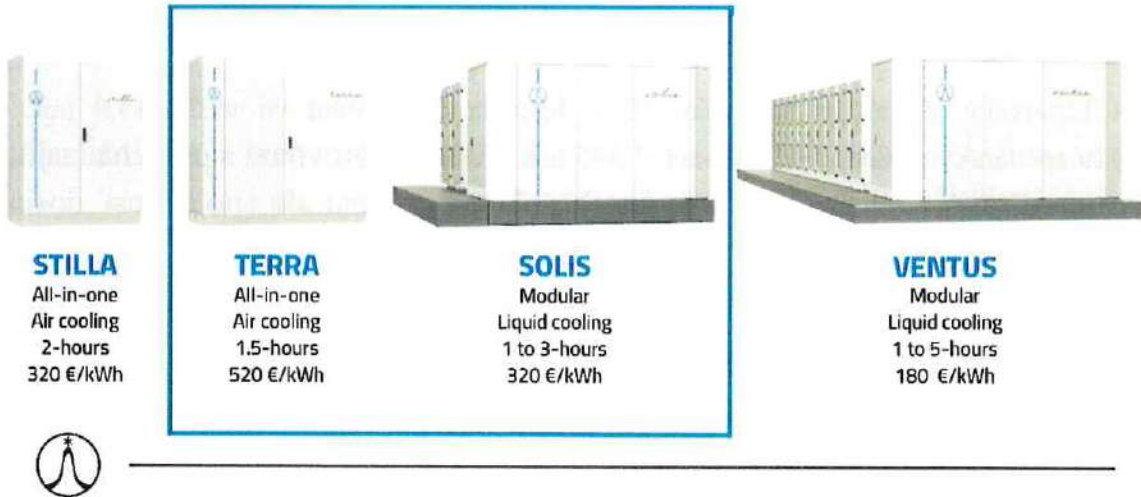 STILLA
All-in-one
Air cooling
2-hours
320 €/kWh
TERRA
All-in-one
Air cooling
1.5-hours
520 €/kWh
SOLIS
Modular
Liquid cooling
1 to 3-hours
320 €/kWh
VENTUS
Modular
Liquid cooling
1 to 5-hours
180 €/kWh